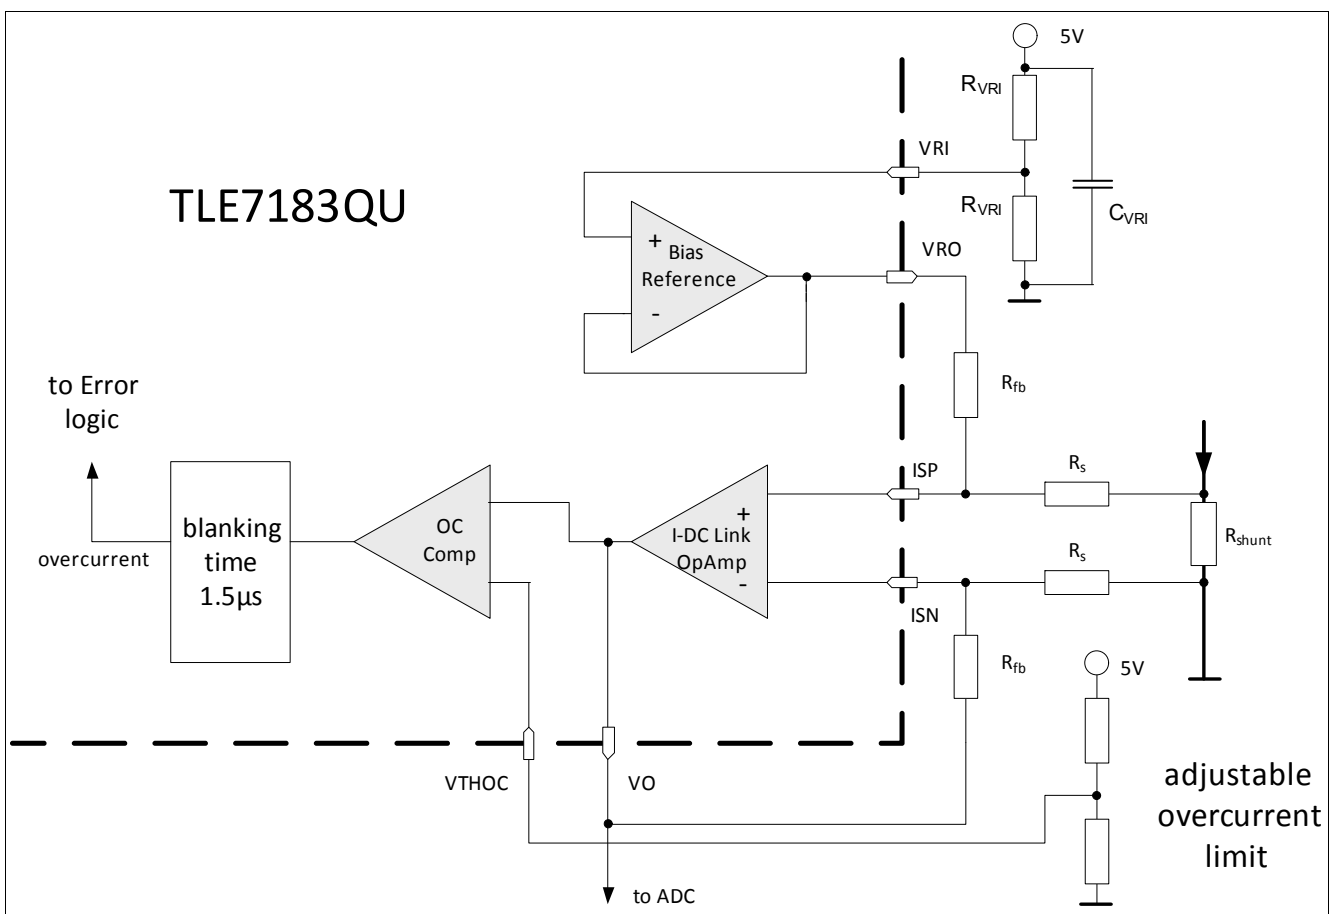 5V
RVRI
VRI
TLE7183QU
RVRI
CVRI
+
Bias
Reference
-
VRO
Rfb
to Error
logic
ISP
Rs
blanking
time
1.5µs
OC
Comp
+
I-DC Link
OpAmp
-
Rshunt
Rs
overcurrent
ISN
Rfb
5V
VTHOC
VO
adjustable
overcurrent
limit
to ADC